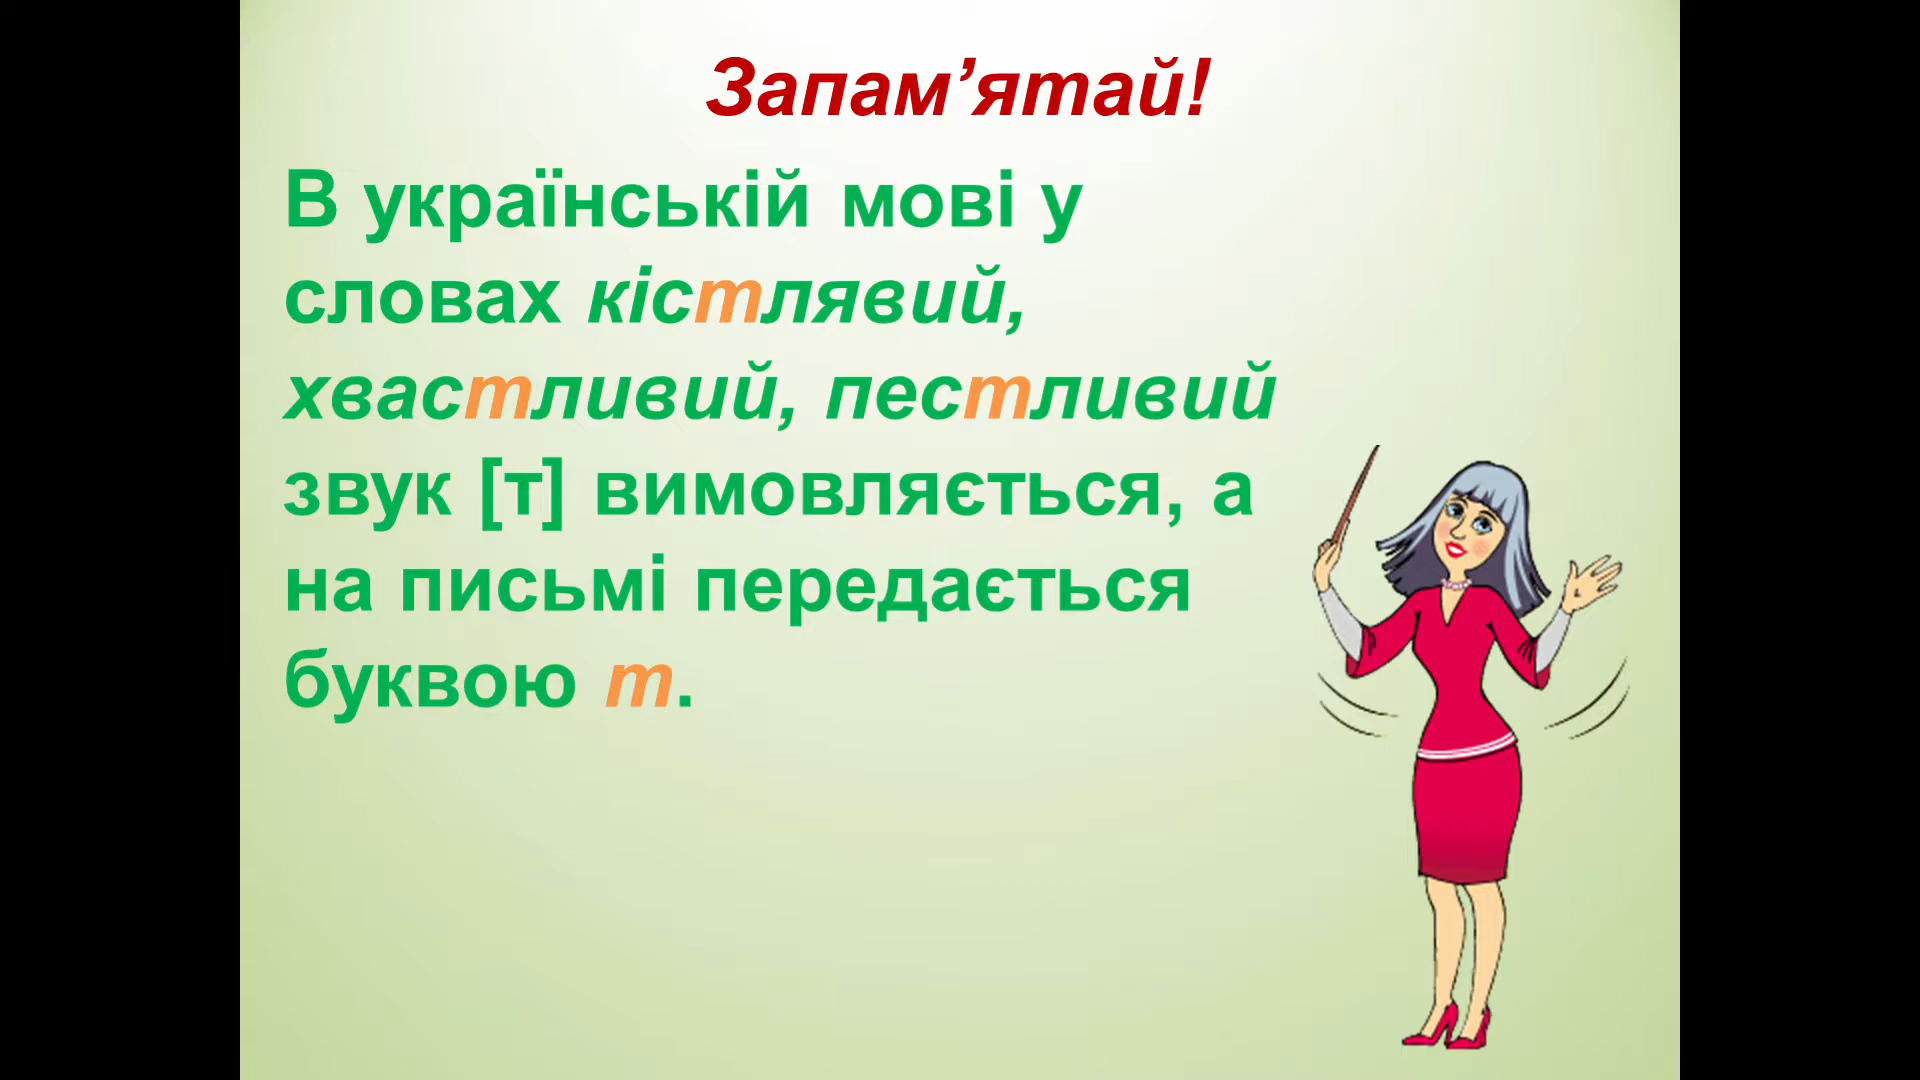 Запам’ятай!
В українській мові у
словах кістлявий,
хвастливий, пестливий
звук [т] вимовляється, а
на письмі передається
буквою т.